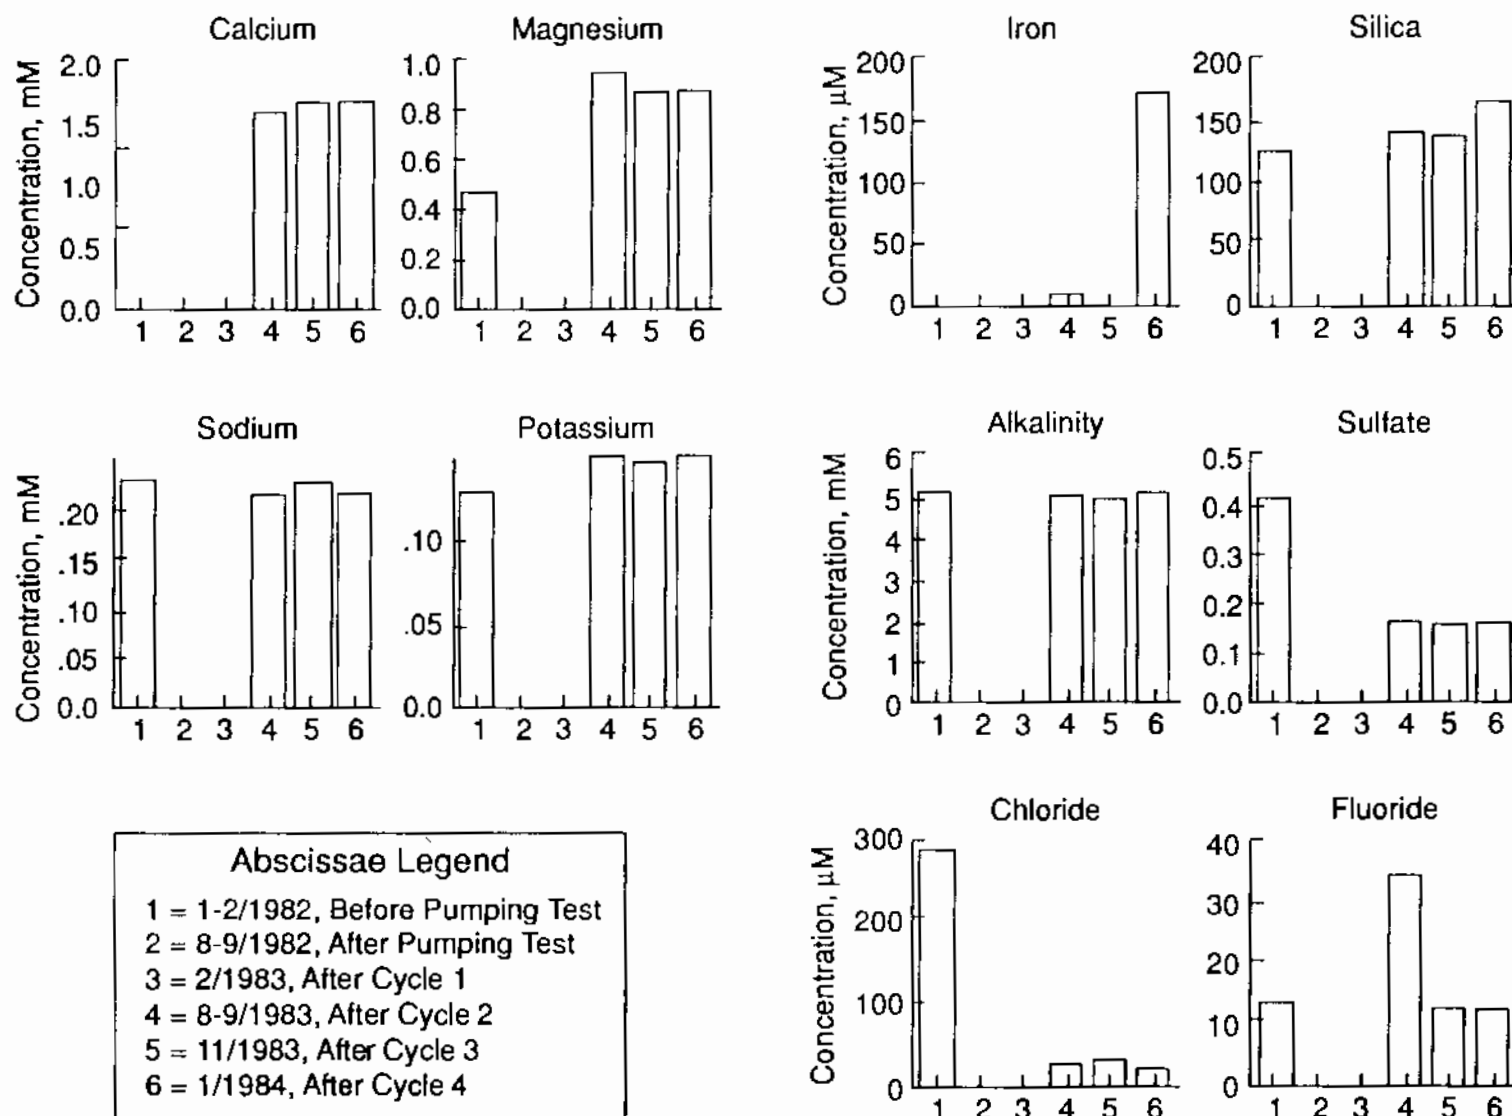 Calcium
Concentration, mM
2.0
1.5
1.0
0.5
0.0
1 2 3 4 5 6
Magnesium
1.0
0.8
0.6
0.4
0.2
0.0
1 2 3 4 5 6
Iron
Concentration, μM
200
150
100
50
0
1 2 3 4 5 6
Silica
200
150
100
50
0
1 2 3 4 5 6
Sodium
Concentration, mM
.20
.15
.10
.05
0.0
1 2 3 4 5 6
Potassium
.10
.05
0.0
1 2 3 4 5 6
Alkalinity
Concentration, mM
6
5
4
3
2
1
0
1 2 3 4 5 6
Sulfate
0.5
0.4
0.3
0.2
0.1
0.0
1 2 3 4 5 6
Abscissae Legend
1 = 1-2/1982, Before Pumping Test
2 = 8-9/1982, After Pumping Test
3 = 2/1983, After Cycle 1
4 = 8-9/1983, After Cycle 2
5 = 11/1983, After Cycle 3
6 = 1/1984, After Cycle 4
Chloride
Concentration, μM
300
200
100
0
1 2 3 4 5 6
Fluoride
40
30
20
10
0
1 2 3 4 5 6